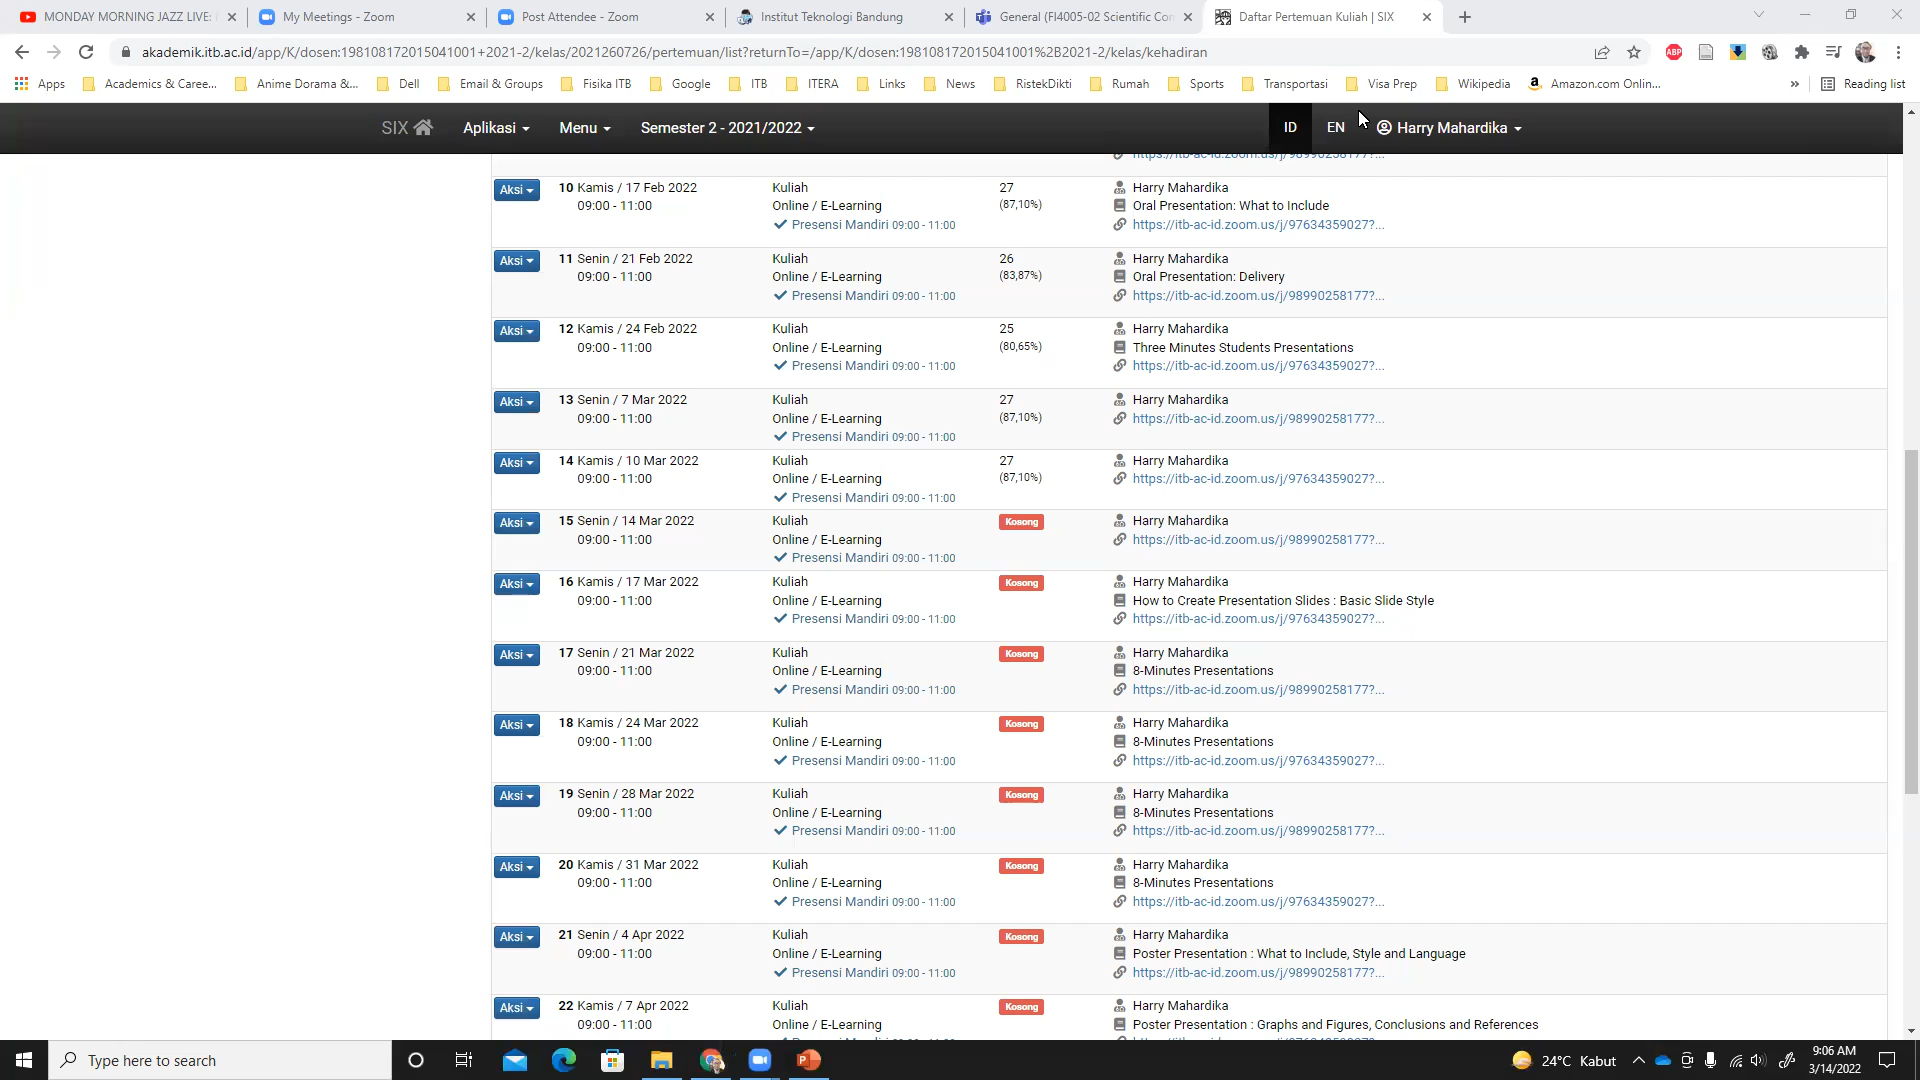 MONDAY MORNING JAZZ LIVE:
My Meetings - Zoom
Post Attendee - Zoom
Institut Teknologi Bandung
General (FI4005-02 Scientific Cor
Daftar Pertemuan Kuliah | SIX
akademik.itb.ac.id/app/K/dosen:198108172015041001+2021-2/kelas/2021260726/pertemuan/list?returnTo=/app/K/dosen:198108172015041001%2B2021-2/kelas/kehadiran
ABP
Apps
Academics & Caree...
Anime Dorama &...
Dell
Email & Groups
Fisika ITB
Google
ITB
ITERA
Links
News
RistekDikti
Rumah
Sports
Transportasi
Visa Prep
Wikipedia
Amazon.com Onlin...
»
Reading list
SIX
Aplikasi
Menu
Semester 2 - 2021/2022
ID
EN
Harry Mahardika
https://itb-ac-id.zoom.us/j/98990258177?...
Aksi 10 Kamis / 17 Feb 2022 Kuliah 27 Harry Mahardika
09:00 - 11:00 Online / E-Learning (87,10%) Oral Presentation: What to Include
Presensi Mandiri 09:00 - 11:00 https://itb-ac-id.zoom.us/j/97634359027?...
Aksi 11 Senin / 21 Feb 2022 Kuliah 26 Harry Mahardika
09:00 - 11:00 Online / E-Learning (83,87%) Oral Presentation: Delivery
Presensi Mandiri 09:00 - 11:00 https://itb-ac-id.zoom.us/j/98990258177?...
Aksi 12 Kamis / 24 Feb 2022 Kuliah 25 Harry Mahardika
09:00 - 11:00 Online / E-Learning (80,65%) Three Minutes Students Presentations
Presensi Mandiri 09:00 - 11:00 https://itb-ac-id.zoom.us/j/97634359027?...
Aksi 13 Senin / 7 Mar 2022 Kuliah 27 Harry Mahardika
09:00 - 11:00 Online / E-Learning (87,10%) https://itb-ac-id.zoom.us/j/98990258177?...
Presensi Mandiri 09:00 - 11:00
Aksi 14 Kamis / 10 Mar 2022 Kuliah 27 Harry Mahardika
09:00 - 11:00 Online / E-Learning (87,10%) https://itb-ac-id.zoom.us/j/97634359027?...
Presensi Mandiri 09:00 - 11:00
Aksi 15 Senin / 14 Mar 2022 Kuliah Kosong Harry Mahardika
09:00 - 11:00 Online / E-Learning https://itb-ac-id.zoom.us/j/98990258177?...
Presensi Mandiri 09:00 - 11:00
Aksi 16 Kamis / 17 Mar 2022 Kuliah Kosong Harry Mahardika
09:00 - 11:00 Online / E-Learning How to Create Presentation Slides : Basic Slide Style
Presensi Mandiri 09:00 - 11:00 https://itb-ac-id.zoom.us/j/97634359027?...
Aksi 17 Senin / 21 Mar 2022 Kuliah Kosong Harry Mahardika
09:00 - 11:00 Online / E-Learning 8-Minutes Presentations
Presensi Mandiri 09:00 - 11:00 https://itb-ac-id.zoom.us/j/98990258177?...
Aksi 18 Kamis / 24 Mar 2022 Kuliah Kosong Harry Mahardika
09:00 - 11:00 Online / E-Learning 8-Minutes Presentations
Presensi Mandiri 09:00 - 11:00 https://itb-ac-id.zoom.us/j/97634359027?...
Aksi 19 Senin / 28 Mar 2022 Kuliah Kosong Harry Mahardika
09:00 - 11:00 Online / E-Learning 8-Minutes Presentations
Presensi Mandiri 09:00 - 11:00 https://itb-ac-id.zoom.us/j/98990258177?...
Aksi 20 Kamis / 31 Mar 2022 Kuliah Kosong Harry Mahardika
09:00 - 11:00 Online / E-Learning 8-Minutes Presentations
Presensi Mandiri 09:00 - 11:00 https://itb-ac-id.zoom.us/j/97634359027?...
Aksi 21 Senin / 4 Apr 2022 Kuliah Kosong Harry Mahardika
09:00 - 11:00 Online / E-Learning Poster Presentation : What to Include, Style and Language
Presensi Mandiri 09:00 - 11:00 https://itb-ac-id.zoom.us/j/98990258177?...
Aksi 22 Kamis / 7 Apr 2022 Kuliah Kosong Harry Mahardika
09:00 - 11:00 Online / E-Learning Poster Presentation : Graphs and Figures, Conclusions and References
Type here to search
24°C Kabut
9:06 AM
3/14/2022